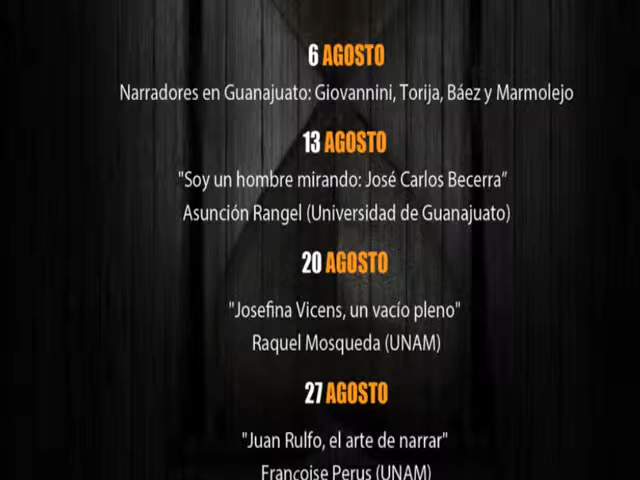 6 AGOSTO
Narradores en Guanajuato: Giovannini, Torija, Báez y Marmolejo
13 AGOSTO
"Soy un hombre mirando: José Carlos Becerra”
Asunción Rangel (Universidad de Guanajuato)
20 AGOSTO
"Josefina Vicens, un vacío pleno"
Raquel Mosqueda (UNAM)
27 AGOSTO
"Juan Rulfo, el arte de narrar"
Françoise Perus (UNAM)